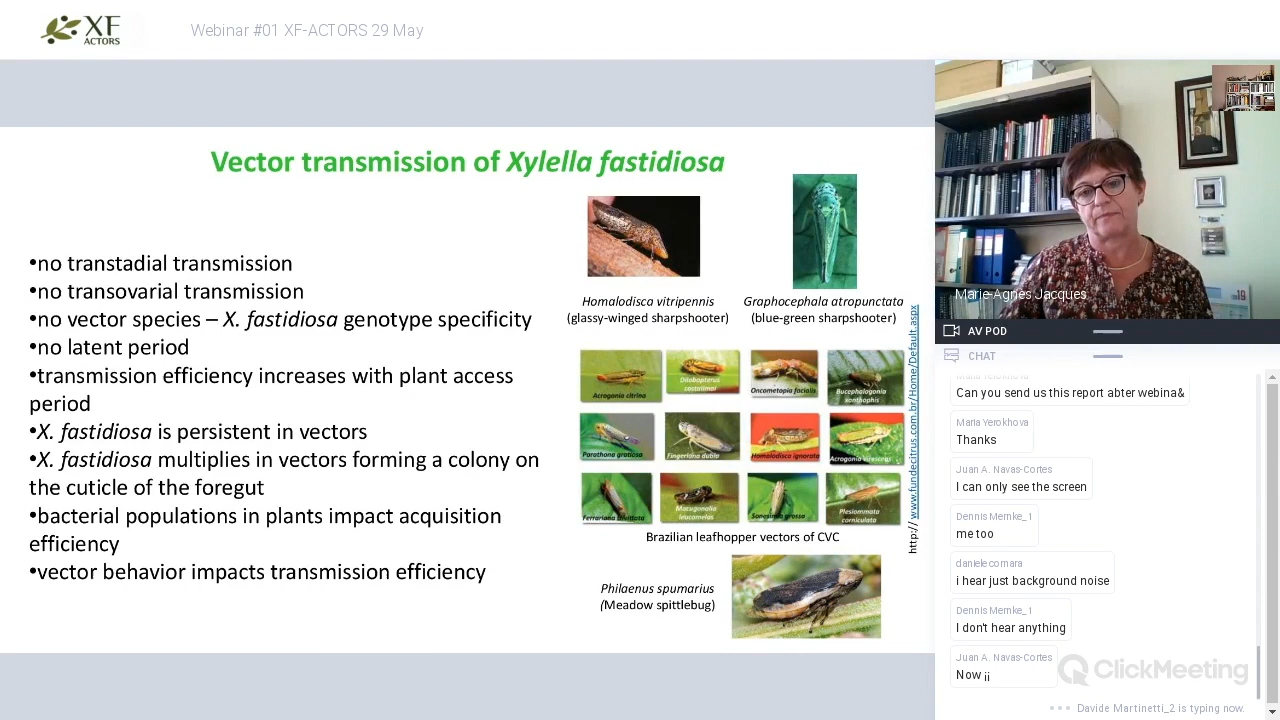 XF
ACTORS
Webinar #01 XF-ACTORS 29 May
Vector transmission of Xylella fastidiosa
•no transtadial transmission
•no transovarial transmission
•no vector species – X. fastidiosa genotype specificity
•no latent period
•transmission efficiency increases with plant access
period
•X. fastidiosa is persistent in vectors
•X. fastidiosa multiplies in vectors forming a colony on
the cuticle of the foregut
•bacterial populations in plants impact acquisition
efficiency
•vector behavior impacts transmission efficiency
Homalodisca vitripennis
(glassy-winged sharpshooter)
Graphocephala atropunctata
(blue-green sharpshooter)
Acrogonia citrina
Dilobopterus
costalimai
Oncometopia facialis
Bucephalogonia
xanthophis
Parathona gratiosa
Fingeriana dubia
Homalodisca ignorata
Acrogonia virescens
Ferrariana trivittata
Macugonalia
leucomelas
Sonesimia grossa
Plesiommata
corniculata
Brazilian leafhopper vectors of CVC
http:// www.fundecitrus.com.br/Home/Default.aspx
Philaenus spumarius
(Meadow spittlebug)
19
Marie-Agnès Jacques
AV POD
CHAT
Maria Yerokhova
Can you send us this report abter webina&
Maria Yerokhova
Thanks
Juan A. Navas-Cortes
I can only see the screen
Dennis Memke_1
me too
daniele cornara
i hear just background noise
Dennis Memke_1
I don't hear anything
Juan A. Navas-Cortes
Now ¡¡
ClickMeeting
Davide Martinetti_2 is typing now.